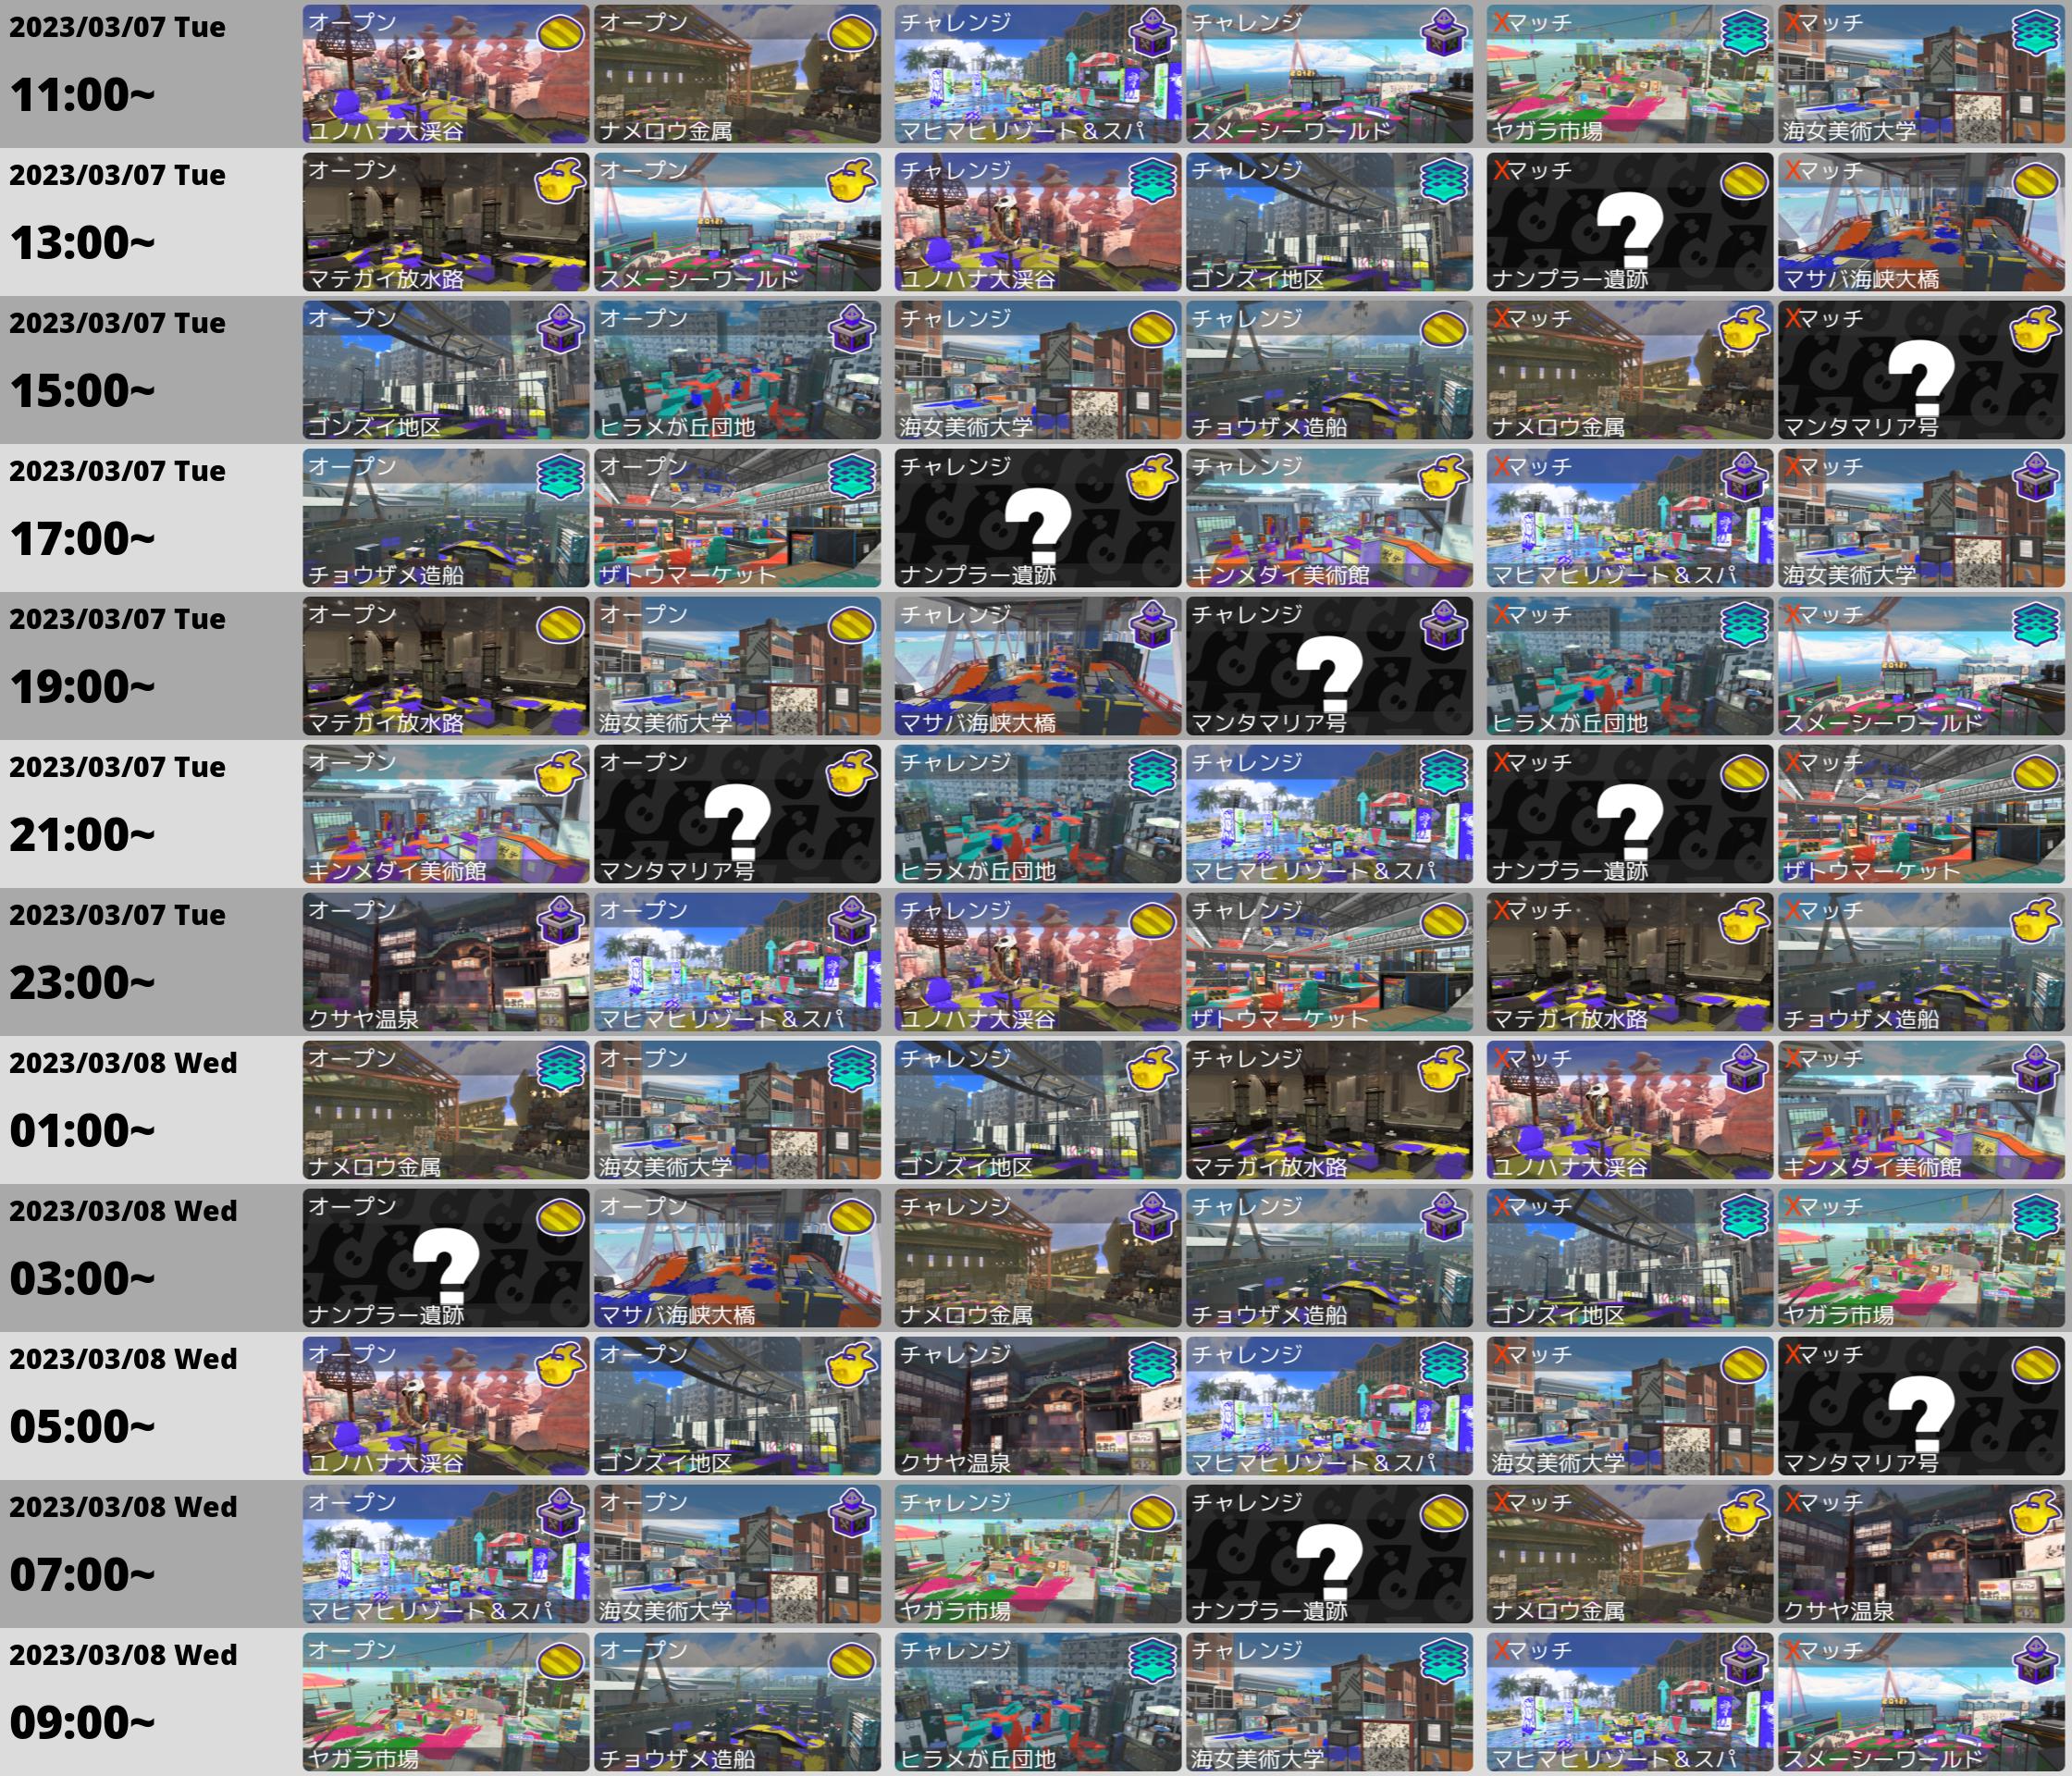 2023/03/07 Tue
11:00~
オープン オープン チャレンジ チャレンジ Xマッチ Xマッチ
ユノハナ大渓谷 ナメロウ金属 マヒマヒリゾート＆スパ スメーシーワールド ヤガラ市場 海女美術大学
2023/03/07 Tue
13:00~
オープン オープン チャレンジ チャレンジ Xマッチ Xマッチ
マテガイ放水路 スメーシーワールド ユノハナ大渓谷 ゴンズイ地区 ナンプラー遺跡 マサバ海峡大橋
2023/03/07 Tue
15:00~
オープン オープン チャレンジ チャレンジ Xマッチ Xマッチ
ゴンズイ地区 ヒラメが丘団地 海女美術大学 チョウザメ造船 ナメロウ金属 マンタマリア号
2023/03/07 Tue
17:00~
オープン オープン チャレンジ チャレンジ Xマッチ Xマッチ
チョウザメ造船 ザトウマーケット ナンプラー遺跡 キンメダイ美術館 マヒマヒリゾート＆スパ 海女美術大学
2023/03/07 Tue
19:00~
オープン オープン チャレンジ チャレンジ Xマッチ Xマッチ
マテガイ放水路 海女美術大学 マサバ海峡大橋 マンタマリア号 ヒラメが丘団地 スメーシーワールド
2023/03/07 Tue
21:00~
オープン オープン チャレンジ チャレンジ Xマッチ Xマッチ
キンメダイ美術館 マンタマリア号 ヒラメが丘団地 マヒマヒリゾート＆スパ ナンプラー遺跡 ザトウマーケット
2023/03/07 Tue
23:00~
オープン オープン チャレンジ チャレンジ Xマッチ Xマッチ
クサヤ温泉 マヒマヒリゾート＆スパ ユノハナ大渓谷 ザトウマーケット マテガイ放水路 チョウザメ造船
2023/03/08 Wed
01:00~
オープン オープン チャレンジ チャレンジ Xマッチ Xマッチ
ナメロウ金属 海女美術大学 ゴンズイ地区 マテガイ放水路 ユノハナ大渓谷 キンメダイ美術館
2023/03/08 Wed
03:00~
オープン オープン チャレンジ チャレンジ Xマッチ Xマッチ
ナンプラー遺跡 マサバ海峡大橋 ナメロウ金属 チョウザメ造船 ゴンズイ地区 ヤガラ市場
2023/03/08 Wed
05:00~
オープン オープン チャレンジ チャレンジ Xマッチ Xマッチ
ユノハナ大渓谷 ゴンズイ地区 クサヤ温泉 マヒマヒリゾート＆スパ 海女美術大学 マンタマリア号
2023/03/08 Wed
07:00~
オープン オープン チャレンジ チャレンジ Xマッチ Xマッチ
マヒマヒリゾート＆スパ 海女美術大学 ヤガラ市場 ナンプラー遺跡 ナメロウ金属 クサヤ温泉
2023/03/08 Wed
09:00~
オープン オープン チャレンジ チャレンジ Xマッチ Xマッチ
ヤガラ市場 チョウザメ造船 ヒラメが丘団地 海女美術大学 マヒマヒリゾート＆スパ スメーシーワールド